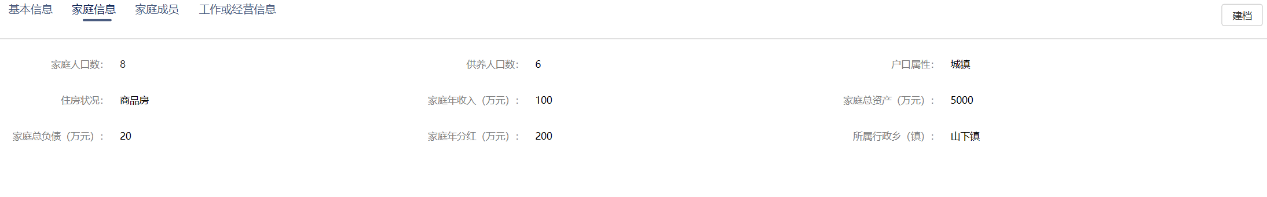 基本信息 家庭信息 家庭成员 工作或经营信息 建档
家庭人口数: 8 供养人口数: 6 户口属性: 城镇
住房状况: 商品房 家庭年收入（万元）: 100 家庭总资产（万元）: 5000
家庭总负债（万元）: 20 家庭年分红（万元）: 200 所属行政乡（镇）: 山下镇